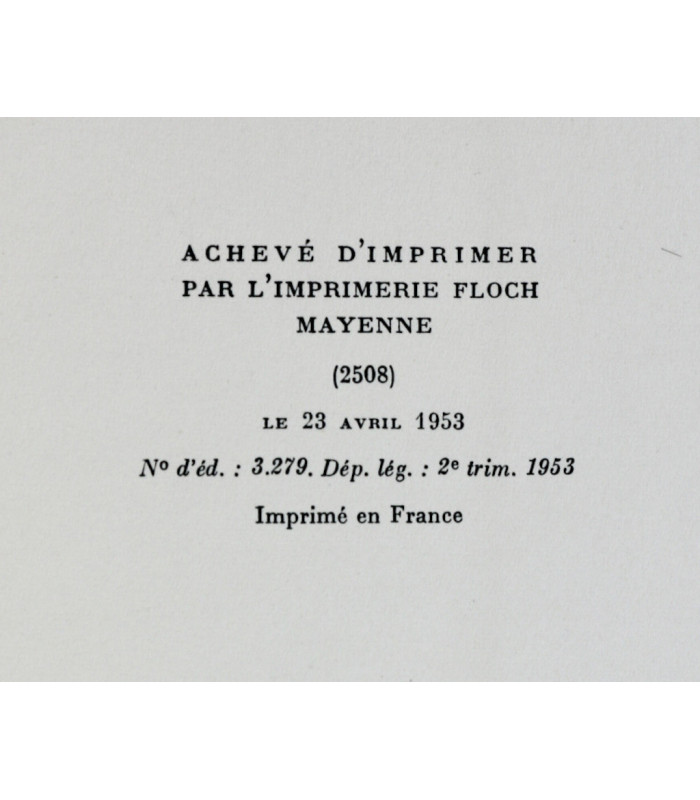 ACHEVÉ D'IMPRIMER
PAR L'IMPRIMERIE FLOCH
MAYENNE
(2508)
LE 23 AVRIL 1953
Nº d'éd. : 3.279. Dép. lég. : 2e trim. 1953
Imprimé en France